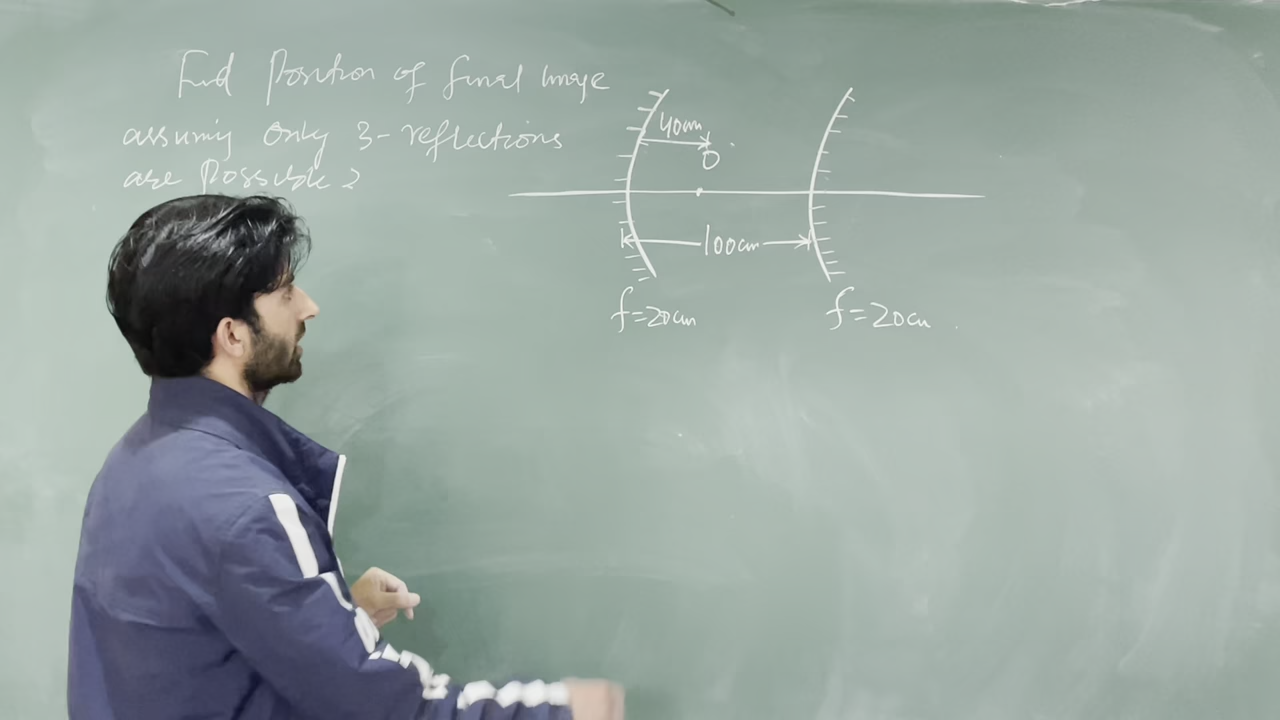 Find Position of final image
assuming Only 3-reflections
are Possible ?
40cm
O
100cm
f=20cm
f=20cm